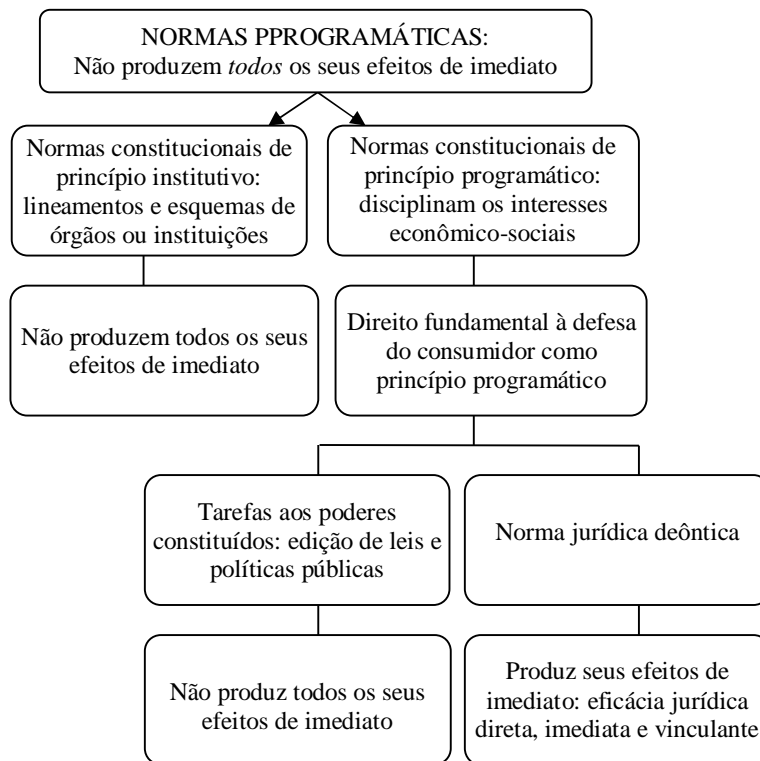 NORMAS PPROGRAMÁTICAS:
Não produzem todos os seus efeitos de imediato
Normas constitucionais de
princípio institutivo:
lineamentos e esquemas de
órgãos ou instituições
Normas constitucionais de
princípio programático:
disciplinam os interesses
econômico-sociais
Não produzem todos os seus
efeitos de imediato
Direito fundamental à defesa
do consumidor como
princípio programático
Tarefas aos poderes
constituídos: edição de leis e
políticas públicas
Norma jurídica deôntica
Não produz todos os seus
efeitos de imediato
Produz seus efeitos de
imediato: eficácia jurídica
direta, imediata e vinculante